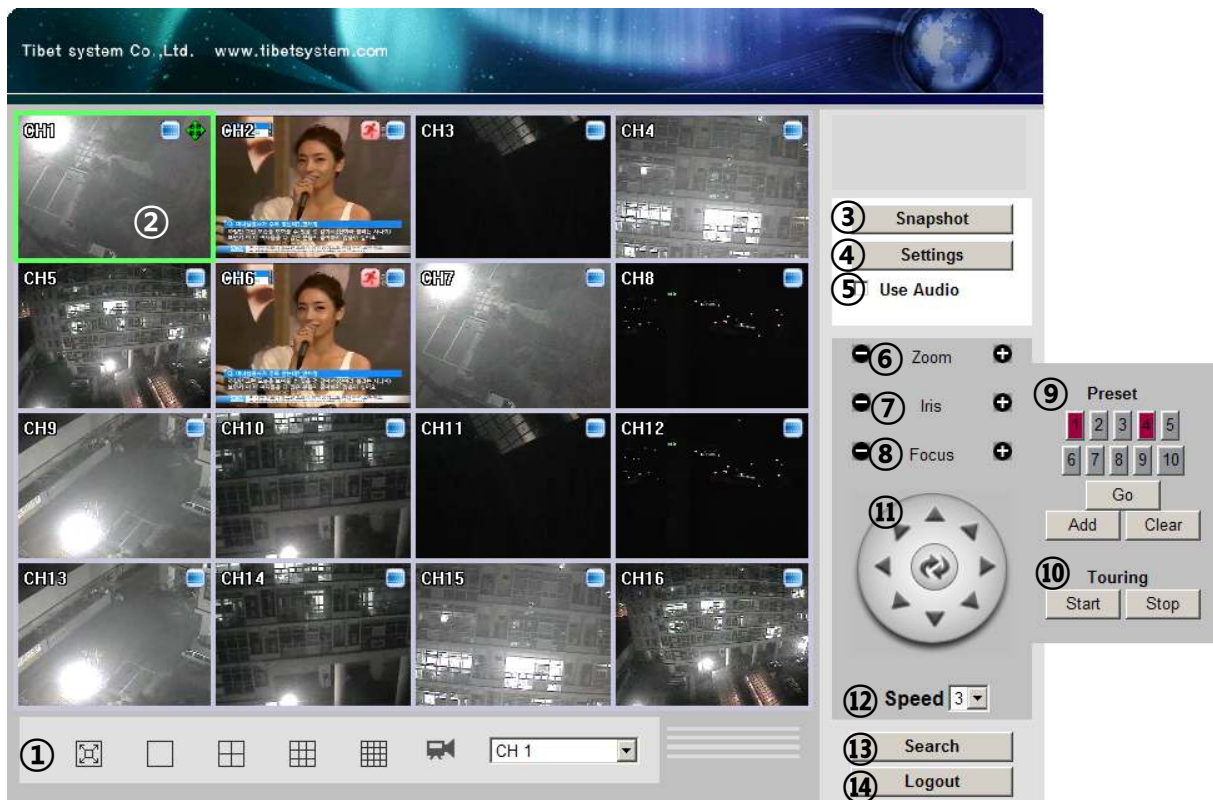 Tibet system Co.,Ltd. www.tibetsystem.com
CH1
②
CH2
CH3
CH4
CH5
CH6
CH7
CH8
CH9
CH10
CH11
CH12
CH13
CH14
CH15
CH16
①
CH 1
③ Snapshot
④ Settings
⑤ Use Audio
⑥ Zoom
⑦ Iris
⑧ Focus
⑪
⑫ Speed 3
⑬ Search
⑭ Logout
⑨ Preset
1 2 3 4 5
6 7 8 9 10
Go
Add Clear
⑩ Touring
Start Stop